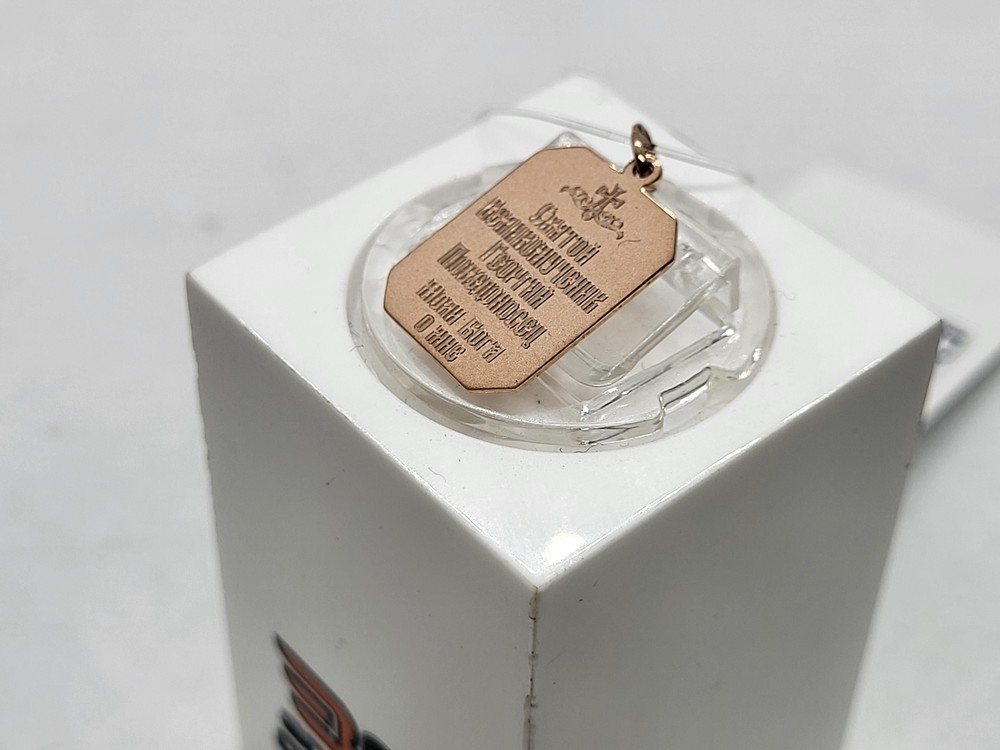 Святой
Великомученик
Георгий
Победоносец
Моли Бога
о мне